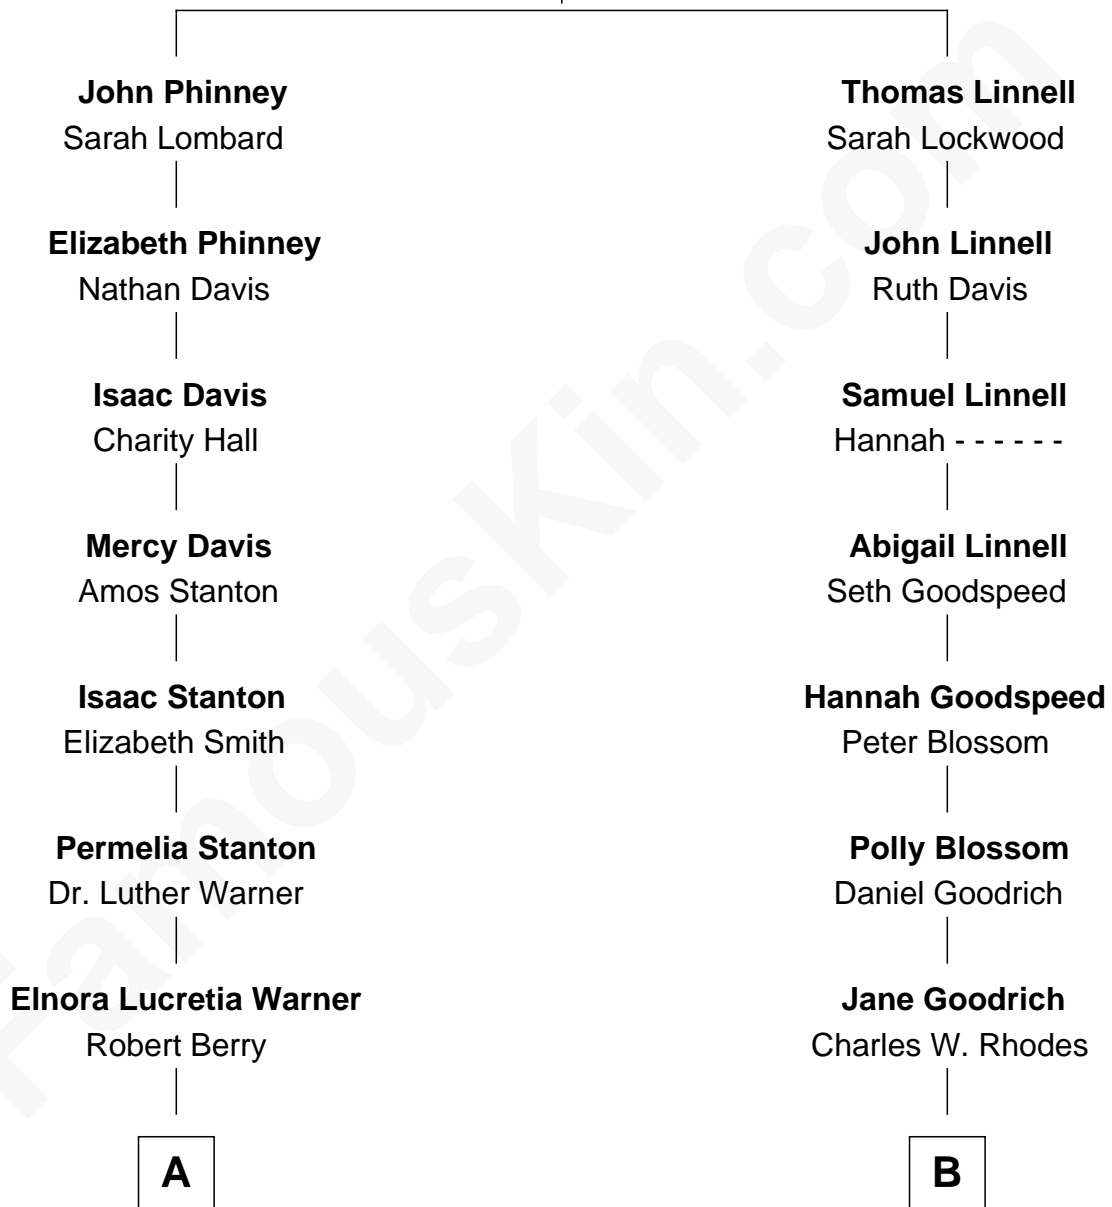 John Phinney
Sarah Lombard
Elizabeth Phinney
Nathan Davis
Isaac Davis
Charity Hall
Mercy Davis
Amos Stanton
Isaac Stanton
Elizabeth Smith
Permelia Stanton
Dr. Luther Warner
Elnora Lucretia Warner
Robert Berry
A
Thomas Linnell
Sarah Lockwood
John Linnell
Ruth Davis
Samuel Linnell
Hannah - - - - - -
Abigail Linnell
Seth Goodspeed
Hannah Goodspeed
Peter Blossom
Polly Blossom
Daniel Goodrich
Jane Goodrich
Charles W. Rhodes
B
FamousKin.com